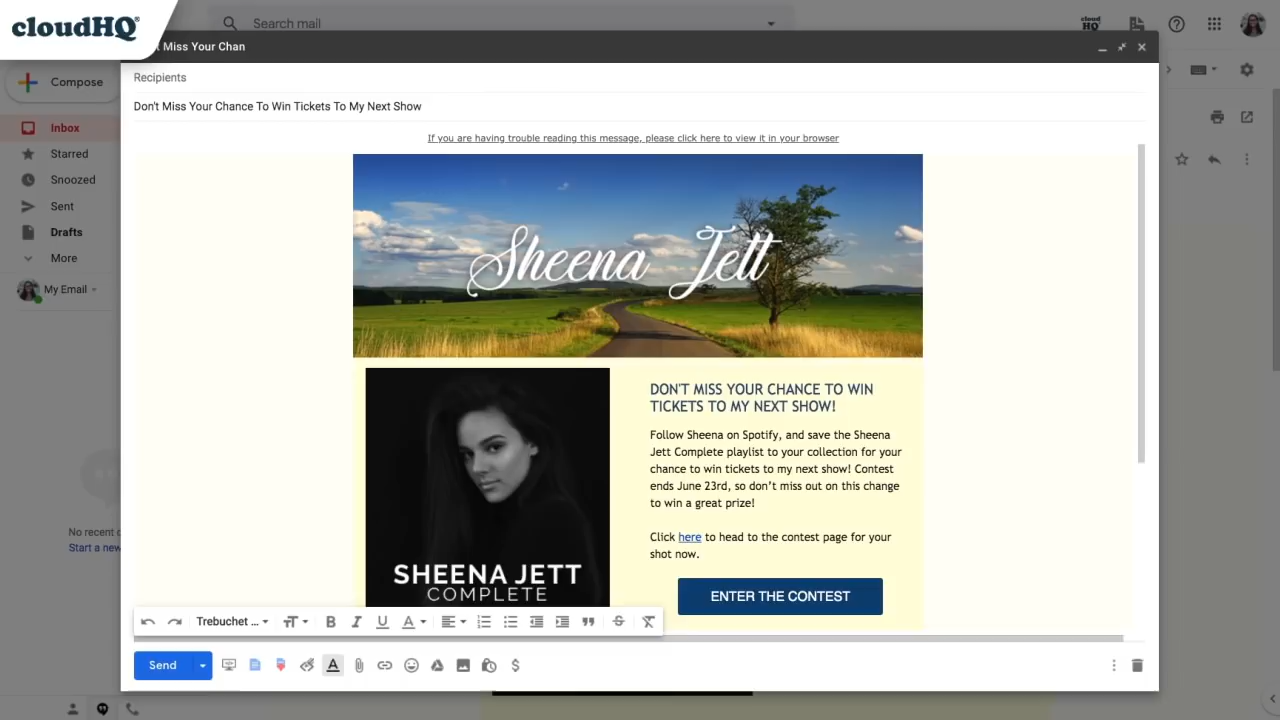 cloudHQ
Search mail
cloud
HQ
t Miss Your Chan
Compose
Recipients
Don't Miss Your Chance To Win Tickets To My Next Show
Inbox
Starred
Snoozed
Sent
Drafts
More
My Email
If you are having trouble reading this message, please click here to view it in your browser
Sheena Jett
DON'T MISS YOUR CHANCE TO WIN
TICKETS TO MY NEXT SHOW!
Follow Sheena on Spotify, and save the Sheena
Jett Complete playlist to your collection for your
chance to win tickets to my next show! Contest
ends June 23rd, so don't miss out on this change
to win a great prize!
Click here to head to the contest page for your
shot now.
ENTER THE CONTEST
SHEENA JETT
COMPLETE
No recent c
Start a new
Trebuchet ...
Send